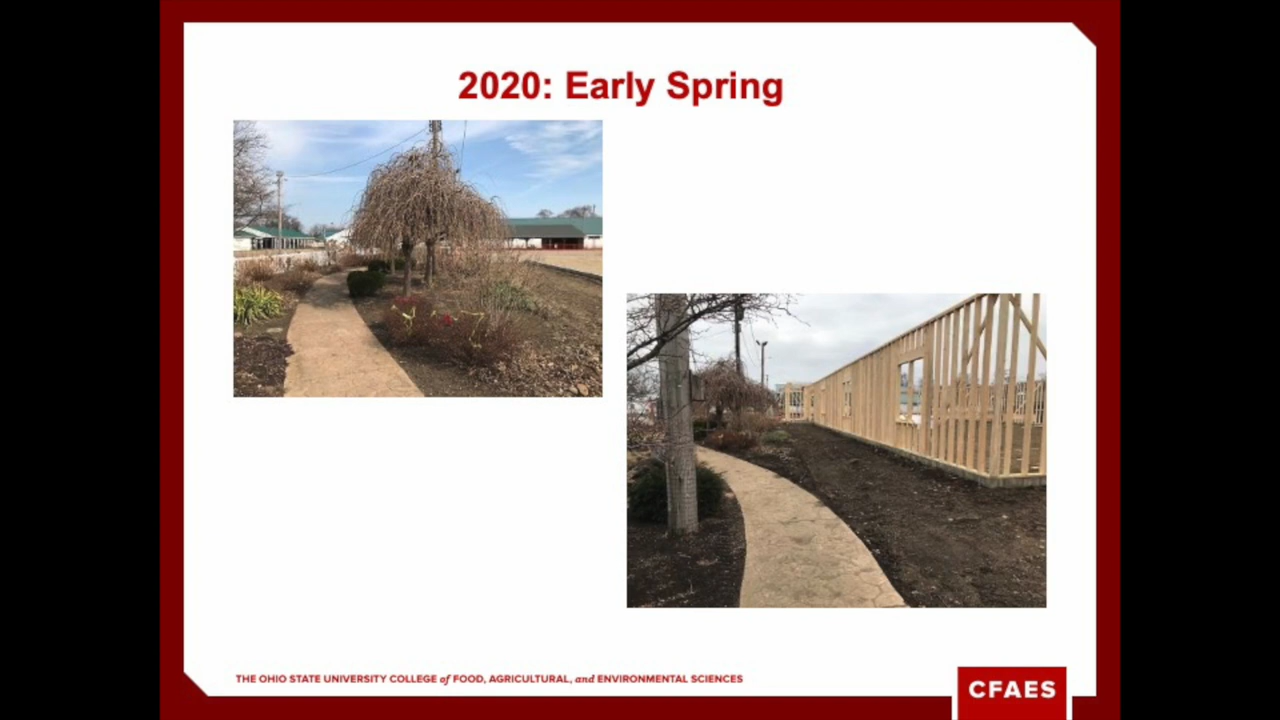 2020: Early Spring
THE OHIO STATE UNIVERSITY COLLEGE of FOOD, AGRICULTURAL, and ENVIRONMENTAL SCIENCES
CFAES